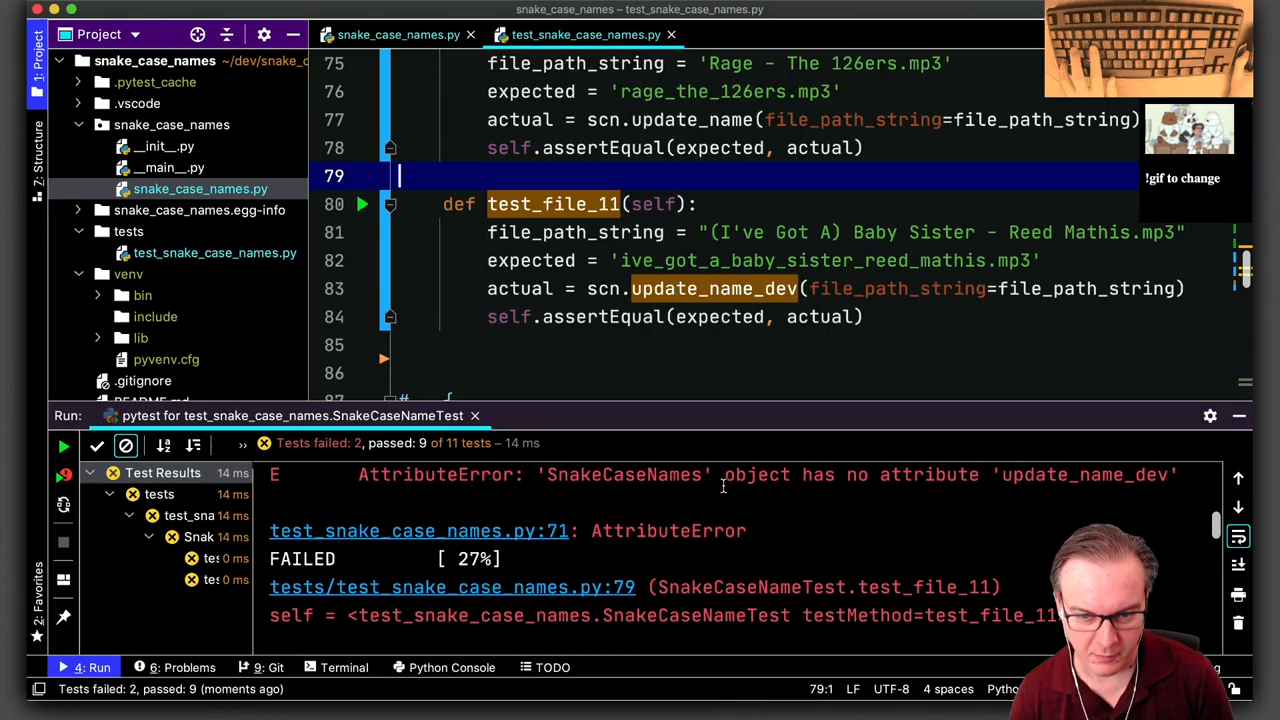 snake_case_names – test_snake_case_names.py
1: Project
7: Structure
2: Favorites
Project
snake_case_names ~/dev/snake_c
.pytest_cache
.vscode
snake_case_names
__init__.py
__main__.py
snake_case_names.py
snake_case_names.egg-info
tests
test_snake_case_names.py
venv
bin
include
lib
pyvenv.cfg
.gitignore
README.md
snake_case_names.py
test_snake_case_names.py
75 file_path_string = 'Rage - The 126ers.mp3'
76 expected = 'rage_the_126ers.mp3'
77 actual = scn.update_name(file_path_string=file_path_string)
78 self.assertEqual(expected, actual)
79
80 def test_file_11(self):
81 file_path_string = "(I've Got A) Baby Sister - Reed Mathis.mp3"
82 expected = 'ive_got_a_baby_sister_reed_mathis.mp3'
83 actual = scn.update_name_dev(file_path_string=file_path_string)
84 self.assertEqual(expected, actual)
85
86
87 # {
!gif to change
Run: pytest for test_snake_case_names.SnakeCaseNameTest
Tests failed: 2, passed: 9 of 11 tests – 14 ms
Test Results 14 ms
tests 14 ms
test_sna 14 ms
Snak 14 ms
tes 0 ms
tes 0 ms
E AttributeError: 'SnakeCaseNames' object has no attribute 'update_name_dev'
test_snake_case_names.py:71: AttributeError
FAILED [ 27%]
tests/test_snake_case_names.py:79 (SnakeCaseNameTest.test_file_11)
self = <test_snake_case_names.SnakeCaseNameTest testMethod=test_file_11
4: Run
6: Problems
9: Git
Terminal
Python Console
TODO
Tests failed: 2, passed: 9 (moments ago)
79:1 LF UTF-8 4 spaces